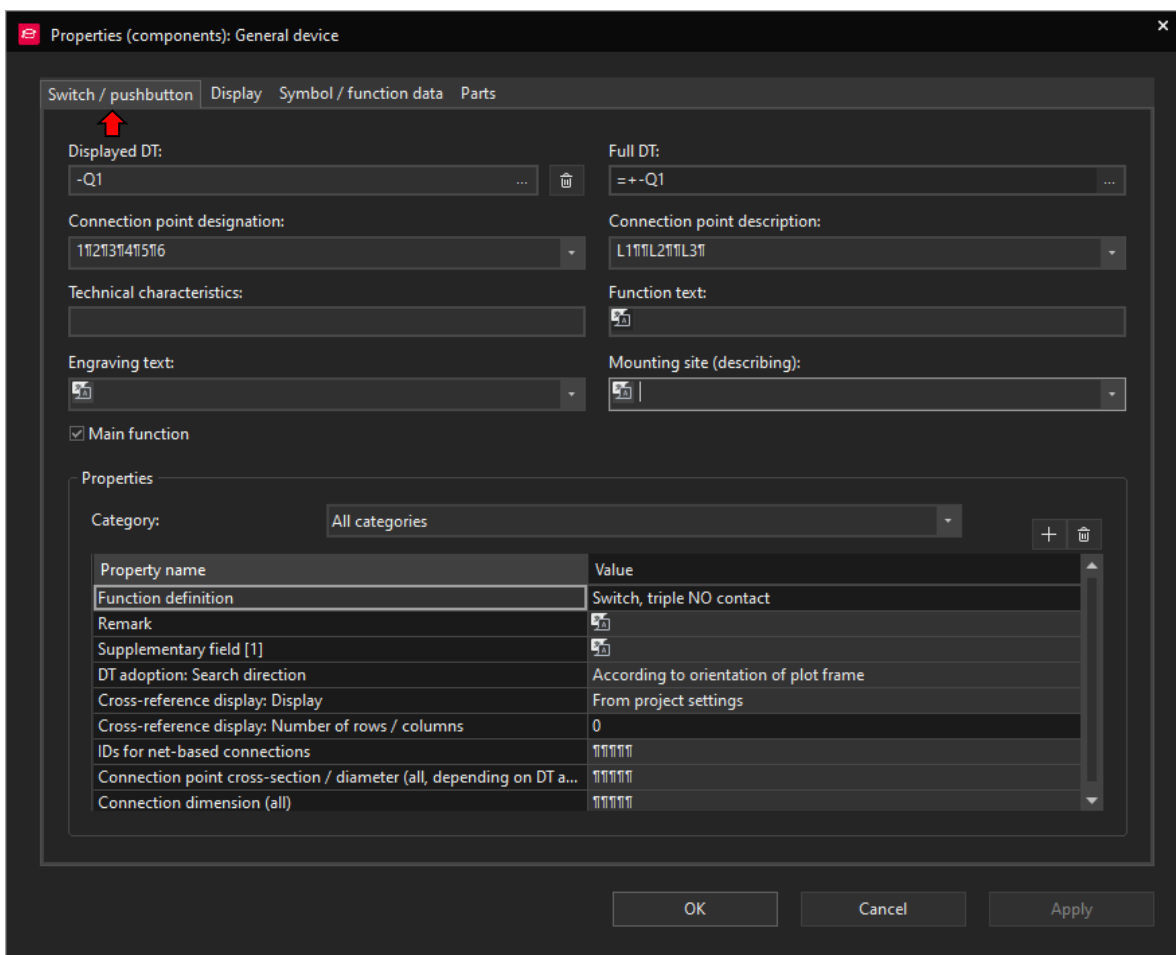 Properties (components): General device
Switch / pushbutton Display Symbol / function data Parts
Displayed DT: Full DT:
-Q1 ... =+-Q1 ...
Connection point designation: Connection point description:
1¶2¶3¶4¶5¶6 L1¶¶L2¶¶L3¶
Technical characteristics: Function text:
Engraving text: Mounting site (describing):
Main function
Properties
Category: All categories
Property name Value
Function definition Switch, triple NO contact
Remark
Supplementary field [1]
DT adoption: Search direction According to orientation of plot frame
Cross-reference display: Display From project settings
Cross-reference display: Number of rows / columns 0
IDs for net-based connections ¶¶¶¶¶
Connection point cross-section / diameter (all, depending on DT a... ¶¶¶¶¶
Connection dimension (all) ¶¶¶¶¶
OK Cancel Apply